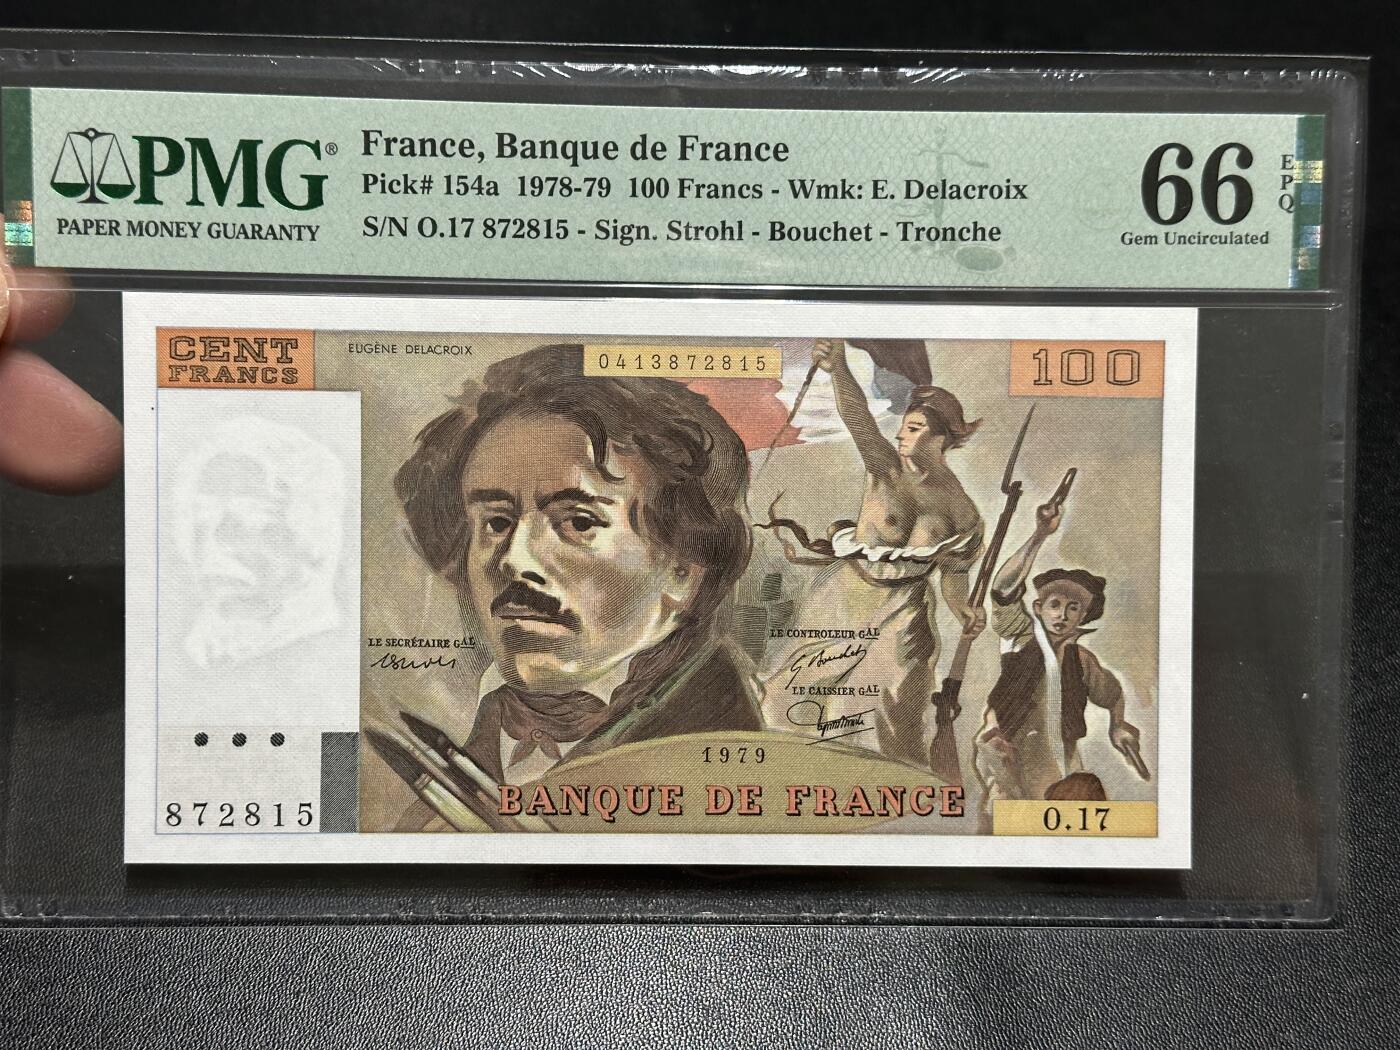 PMG®
PAPER MONEY GUARANTY
France, Banque de France
Pick# 154a 1978-79 100 Francs - Wmk: E. Delacroix
S/N O.17 872815 - Sign. Strohl - Bouchet - Tronche
66 EPQ
Gem Uncirculated
CENT
FRANCS
EUGÈNE DELACROIX
0413872815
100
LE SECRÉTAIRE GAL
LE CONTROLEUR GAL
LE CAISSIER GAL
1979
BANQUE DE FRANCE
872815
O.17